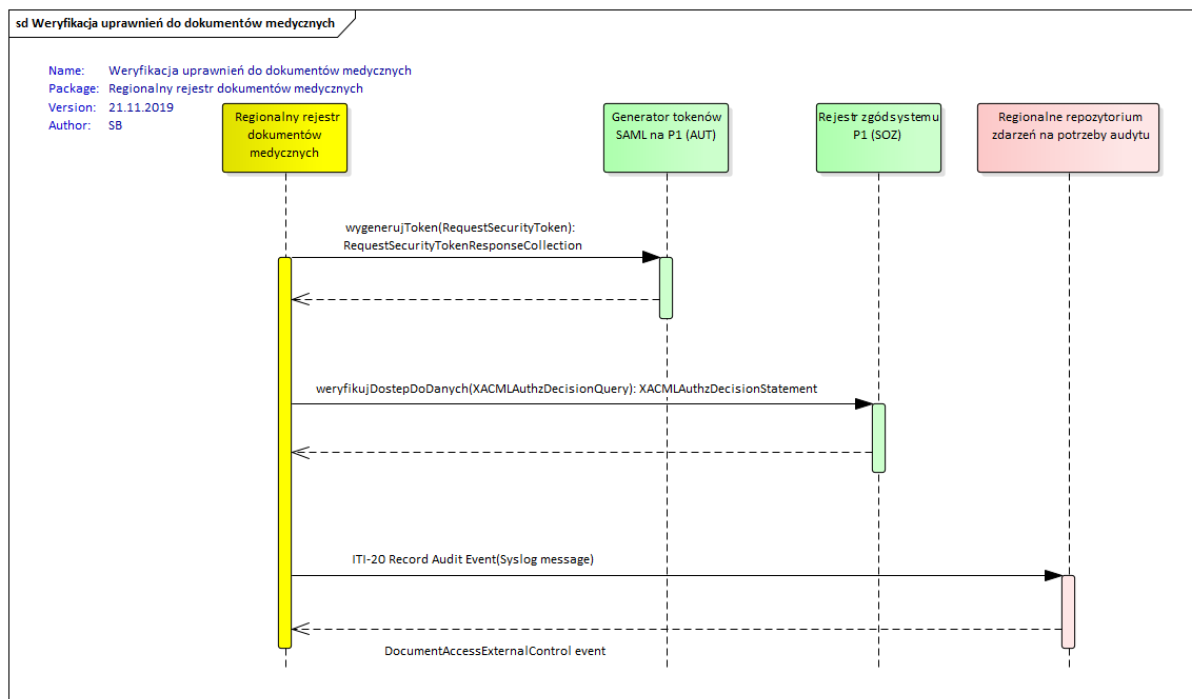 sd Weryfikacja uprawnień do dokumentów medycznych
Name: Weryfikacja uprawnień do dokumentów medycznych
Package: Regionalny rejestr dokumentów medycznych
Version: 21.11.2019
Author: SB
Regionalny rejestr
dokumentów
medycznych
Generator tokenów
SAML na P1 (AUT)
Rejestr zgód systemu
P1 (SOZ)
Regionalne repozytorium
zdarzeń na potrzeby audytu
wygenerujToken(RequestSecurityToken):
RequestSecurityTokenResponseCollection
weryfikujDostepDoDanych(XACMLAuthzDecisionQuery): XACMLAuthzDecisionStatement
ITI-20 Record Audit Event(Syslog message)
DocumentAccessExternalControl event